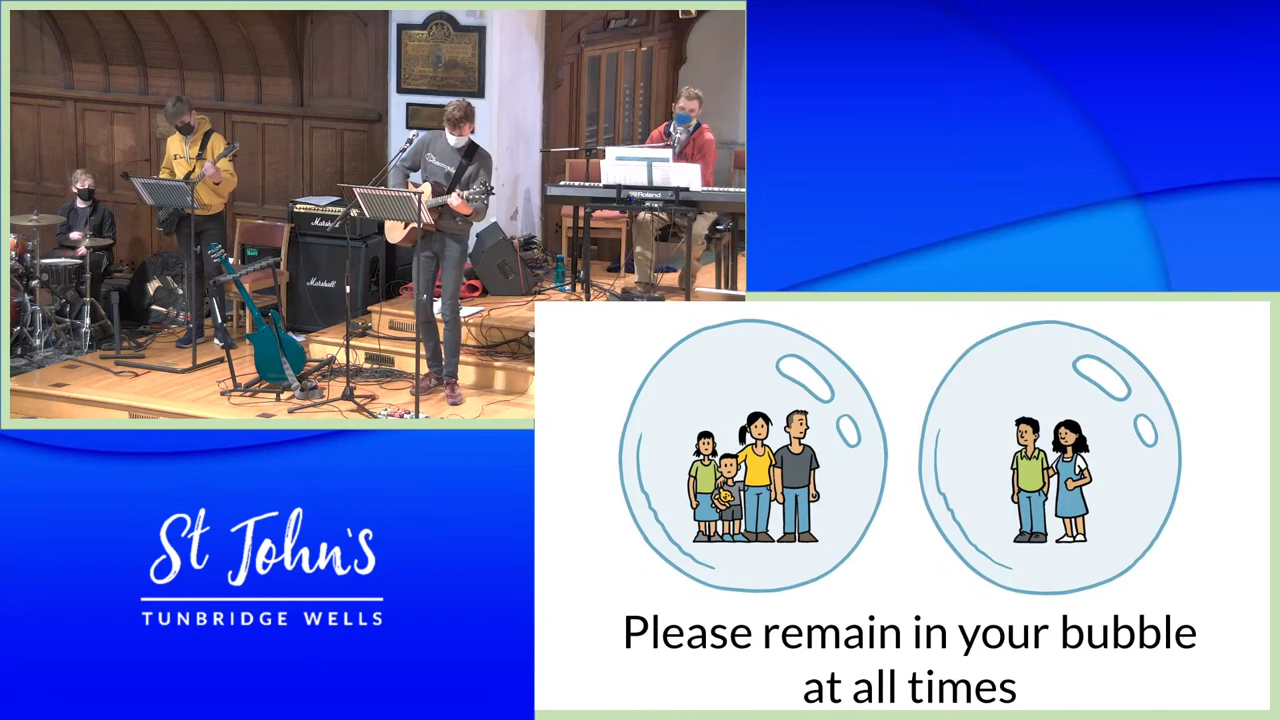 Marshall
Marshall
Roland
St John's
TUNBRIDGE WELLS
Please remain in your bubble
at all times